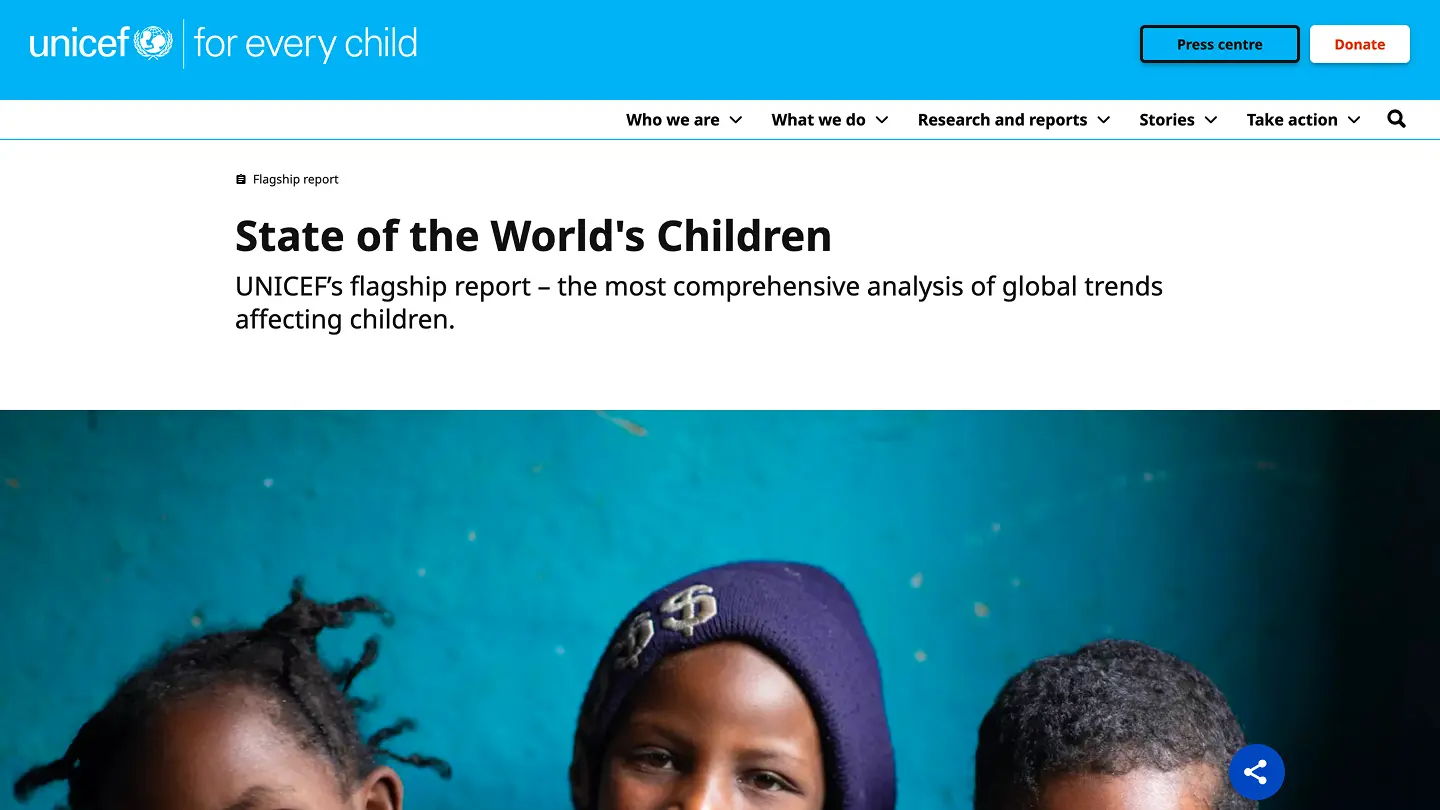 unicef for every child
Press centre
Donate
Who we are
What we do
Research and reports
Stories
Take action
Flagship report
State of the World's Children
UNICEF’s flagship report – the most comprehensive analysis of global trends
affecting children.